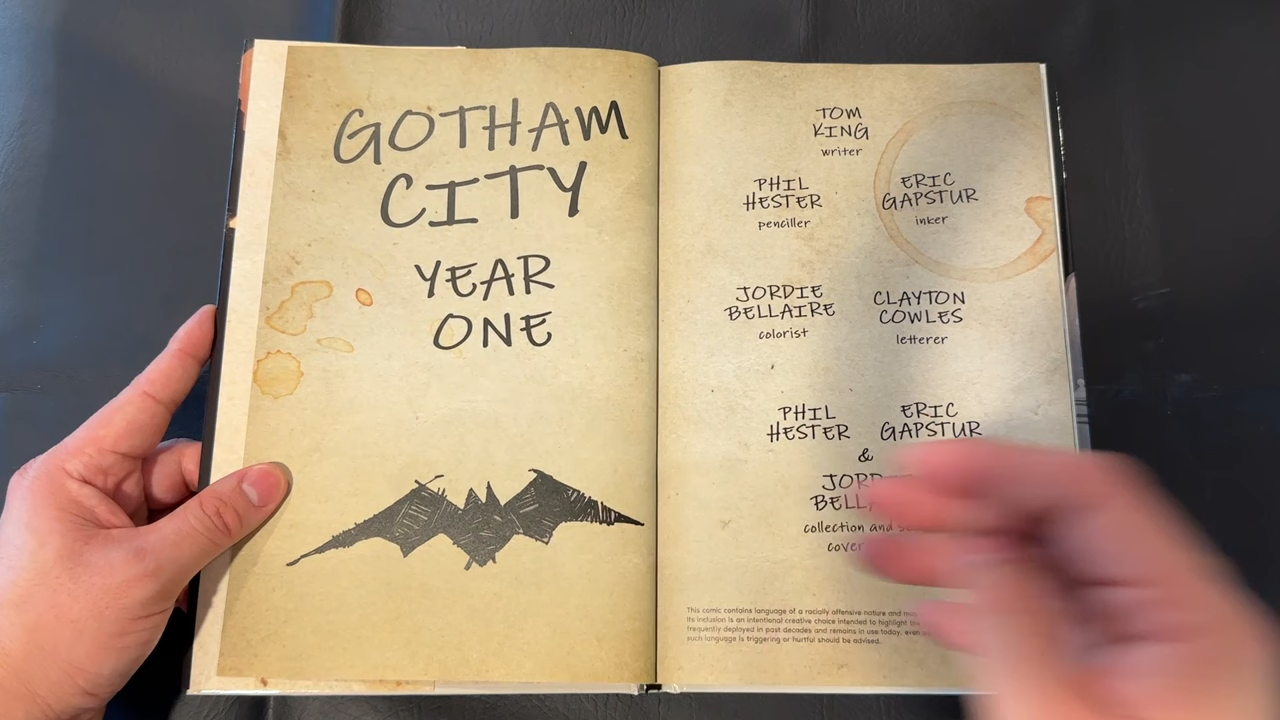 GOTHAM
CITY
YEAR
ONE
TOM
KING
writer
PHIL
HESTER
penciller
ERIC
GAPSTUR
inker
JORDIE
BELLAIRE
colorist
CLAYTON
COWLES
letterer
PHIL
HESTER
ERIC
GAPSTUR
&
collection and
cover
This comic contains language of a racially offensive nature and
Its inclusion is an intentional creative choice intended to highlight
frequently deployed in past decades and remains in use today; even
such language is triggering or hurtful should be advised.